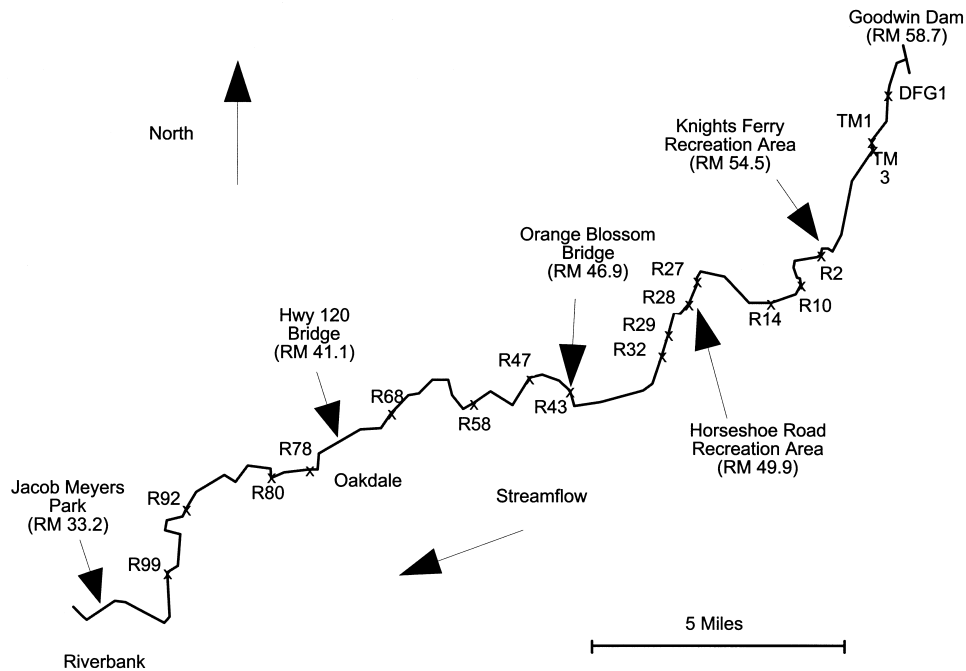 Goodwin Dam
(RM 58.7)
DFG1
TM1
TM
3
Knights Ferry
Recreation Area
(RM 54.5)
North
R2
Orange Blossom
Bridge
(RM 46.9)
R27
R10
R28
R14
Hwy 120
Bridge
(RM 41.1)
R29
R32
R47
R68
R43
R58
Horseshoe Road
Recreation Area
(RM 49.9)
R78
Oakdale
R80
Jacob Meyers
Park
(RM 33.2)
R92
Streamflow
R99
5 Miles
Riverbank